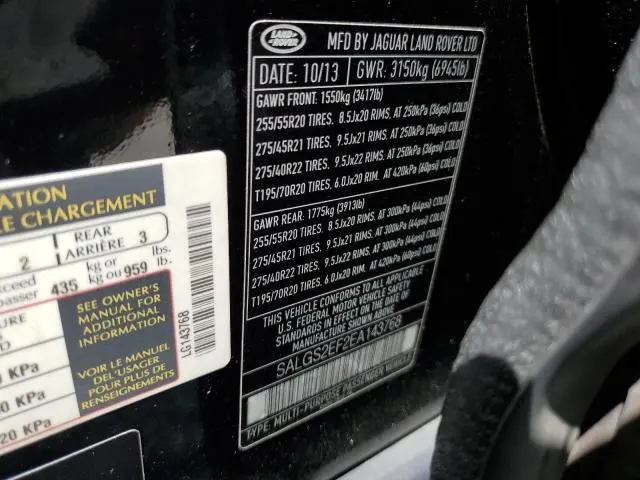 LAND
ROVER
MFD BY JAGUAR LAND ROVER LTD
DATE: 10/13 GWR: 3150kg (6945lb)
GAWR FRONT: 1550kg (3417lb)
255/55R20 TIRES. 8.5Jx20 RIMS. AT 250kPA (36psi) COLD
275/45R21 TIRES. 9.5Jx21 RIMS. AT 250kPA (36psi) COLD
275/40R22 TIRES. 9.5Jx22 RIMS. AT 250kPA (36psi) COLD
T195/70R20 TIRES. 6.0Jx20 RIM. AT 420kPA (60psi) COLD
GAWR REAR: 1775kg (3913lb)
255/55R20 TIRES. 8.5Jx20 RIMS. AT 300kPA (44psi) COLD
275/45R21 TIRES. 9.5Jx21 RIMS. AT 300kPA (44psi) COLD
275/40R22 TIRES. 9.5Jx22 RIMS. AT 300kPA (44psi) COLD
T195/70R20 TIRES. 6.0Jx20 RIM. AT 420kPA (60psi) COLD
THIS VEHICLE CONFORMS TO ALL APPLICABLE
U.S. FEDERAL MOTOR VEHICLE SAFETY
STANDARDS IN EFFECT ON THE DATE OF
MANUFACTURE SHOWN ABOVE.
SALGS2EF2EA143768
TYPE: MULTI-PURPOSE PASSENGER VEHICLE
ATION
LE CHARGEMENT
2 REAR ARRIÈRE 3
xceed
passer 435 kg or kg ou 959 lbs. lb.
URE
SEE OWNER'S
MANUAL FOR
ADDITIONAL
INFORMATION
VOIR LE MANUEL
DE L'USAGER
POUR PLUS DE
RENSEIGNEMENTS
0 KPa
0 KPa
20 KPa
LG143768